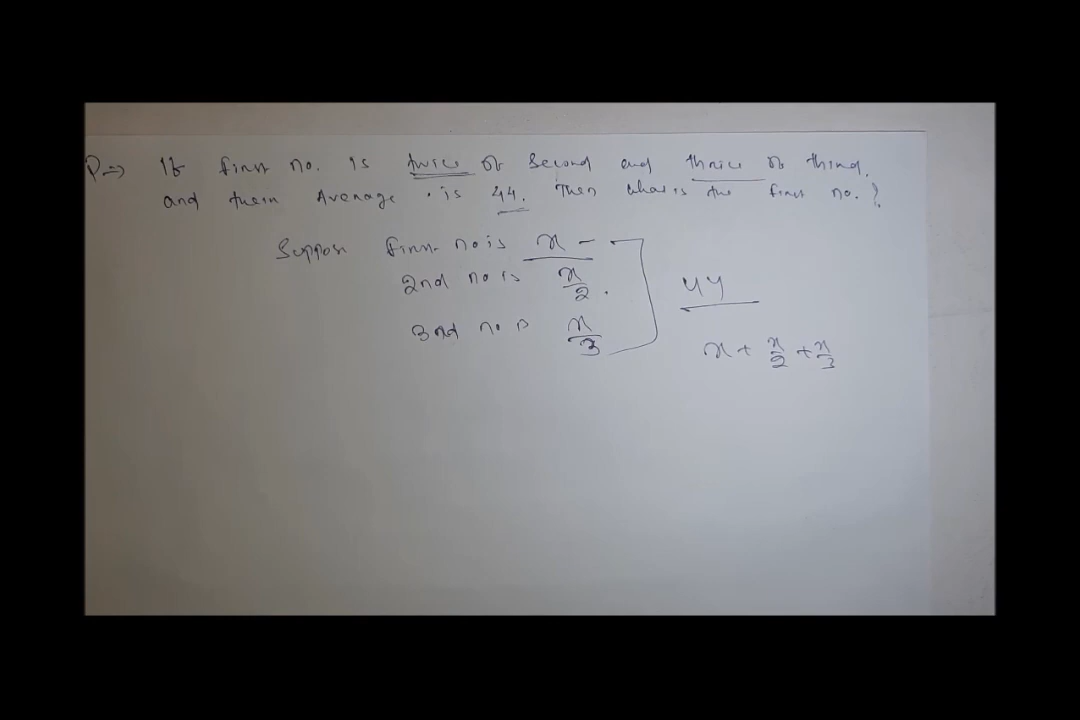 Q→ If first no. is twice of second and thrice of third.
and their Average is 44. Then what is the first no.?
Suppose first no is x
2nd no is x/2.
3rd no is x/3
44
x + x/2 + x/3